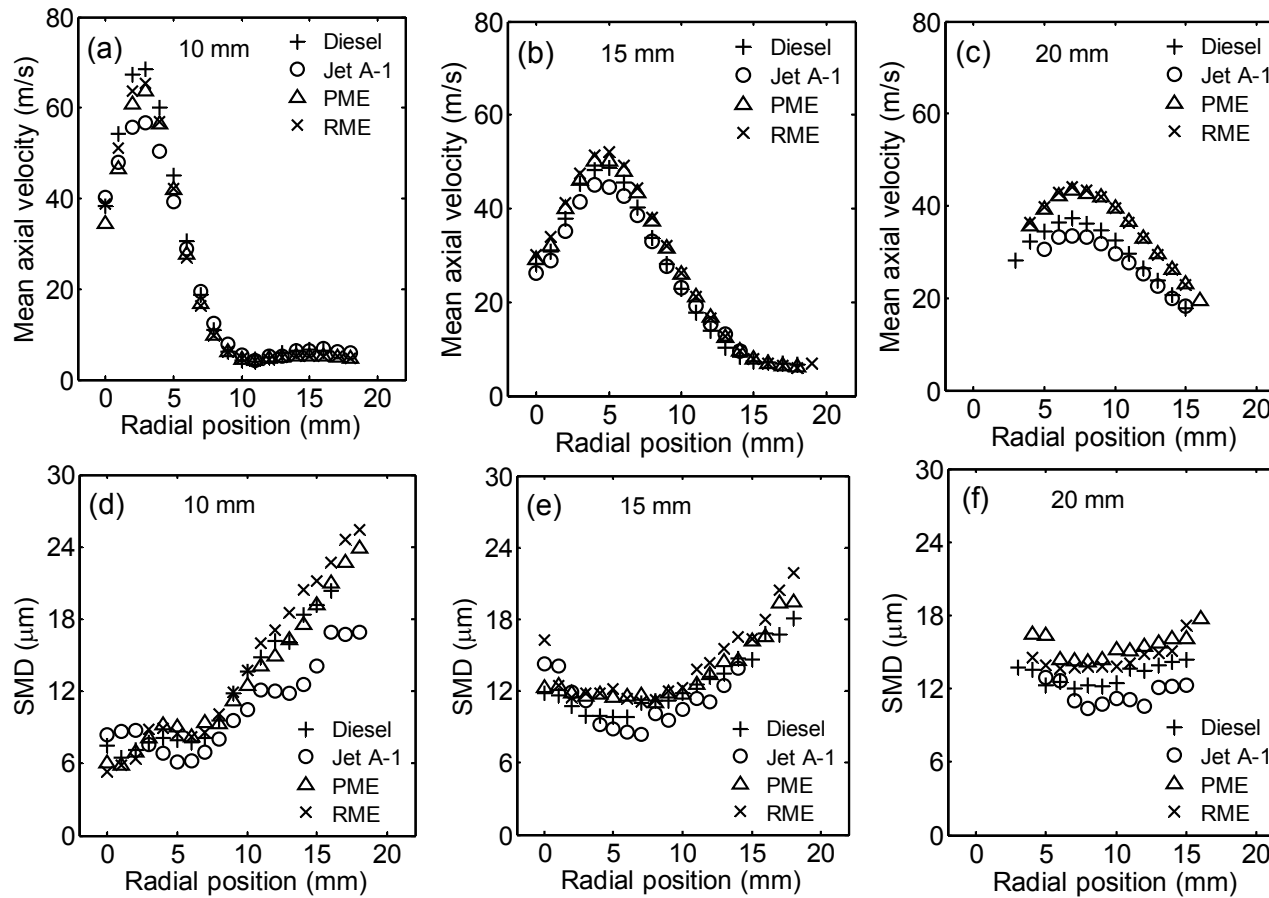 (a) 10 mm
Diesel
Jet A-1
PME
RME
Mean axial velocity (m/s)
80
60
40
20
0
0 5 10 15 20
Radial position (mm)
(b) 15 mm
Diesel
Jet A-1
PME
RME
Mean axial velocity (m/s)
80
60
40
20
0
0 5 10 15 20
Radial position (mm)
(c) 20 mm
Diesel
Jet A-1
PME
RME
Mean axial velocity (m/s)
80
60
40
20
0
0 5 10 15 20
Radial position (mm)
(d) 10 mm
SMD (μm)
30
24
18
12
6
0
Diesel
Jet A-1
PME
RME
0 5 10 15 20
Radial position (mm)
(e) 15 mm
SMD (μm)
30
24
18
12
6
0
Diesel
Jet A-1
PME
RME
0 5 10 15 20
Radial position (mm)
(f) 20 mm
SMD (μm)
30
24
18
12
6
0
Diesel
Jet A-1
PME
RME
0 5 10 15 20
Radial position (mm)